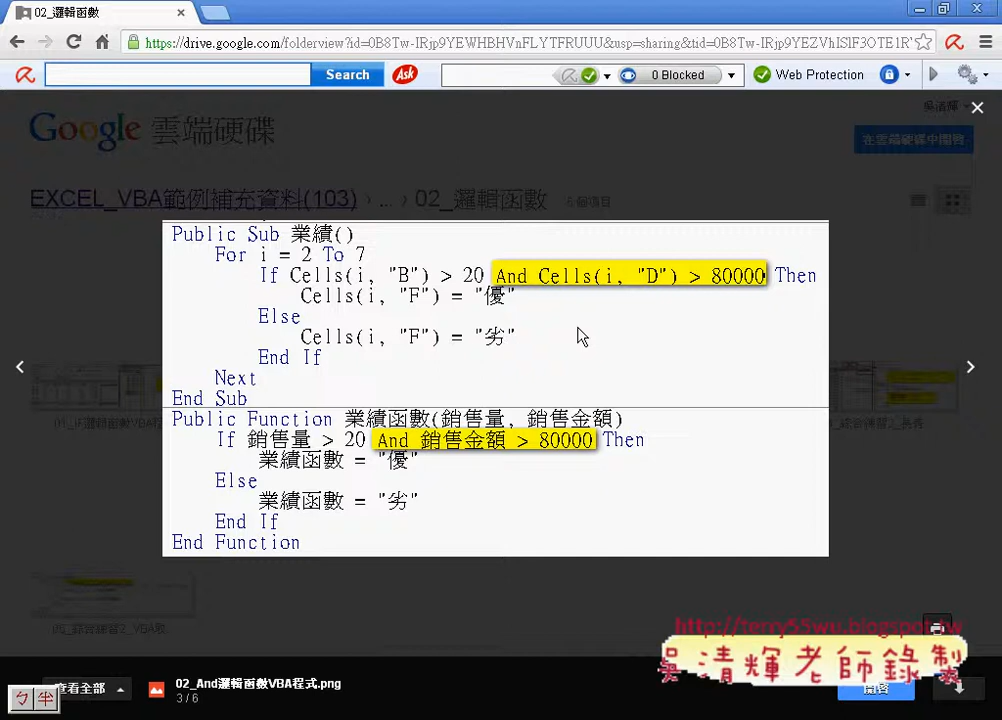 02_邏輯函數
https://drive.google.com/folderview?id=0B8Tw-IRjp9YEWHBHVnFLYTFRUUU&usp=sharing&tid=0B8Tw-IRjp9YEZVhISlF3OTE1R
Search
Ask
0 Blocked
Web Protection
吳清輝
Google 雲端硬碟
在雲端硬碟中開啟
EXCEL_VBA範例補充資料(103) › ... › 02_邏輯函數 6 個項目
Public Sub 業績()
For i = 2 To 7
If Cells(i, "B") > 20 And Cells(i, "D") > 80000 Then
Cells(i, "F") = "優"
Else
Cells(i, "F") = "劣"
End If
Next
End Sub
Public Function 業績函數(銷售量, 銷售金額)
If 銷售量 > 20 And 銷售金額 > 80000 Then
業績函數 = "優"
Else
業績函數 = "劣"
End If
End Function
http://terry55wu.blogspot.tw
吳清輝老師錄製
查看全部
02_And邏輯函數VBA程式.png
3 / 6
開啟
ㄅ 半